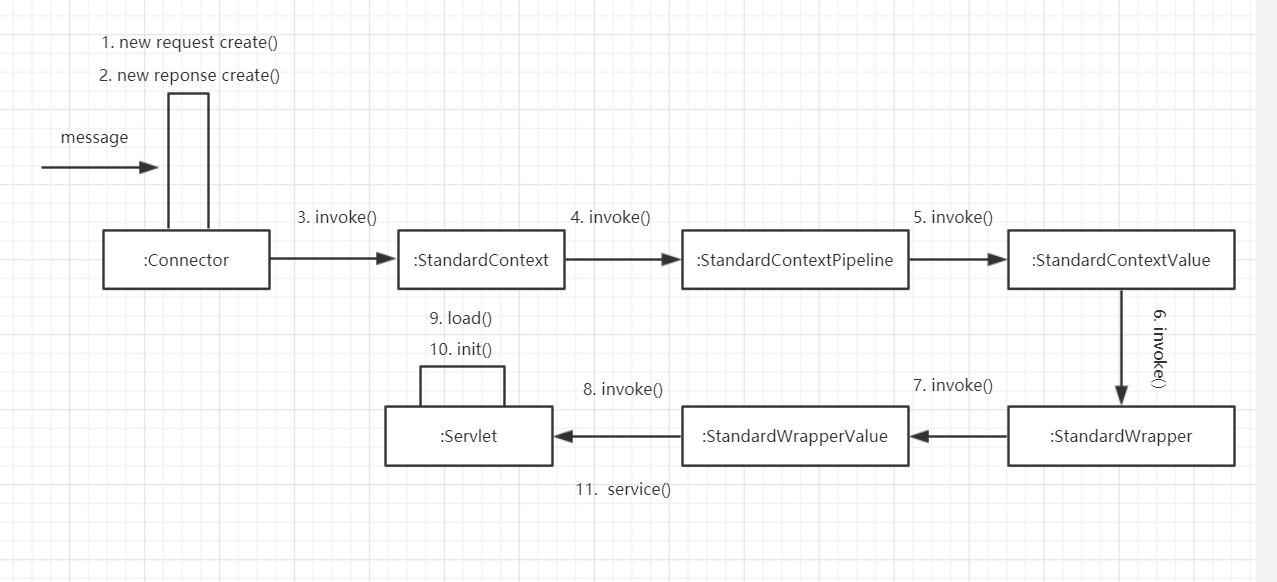 1. new request create()
2. new reponse create()
message
3. invoke()
4. invoke()
5. invoke()
:Connector
:StandardContext
:StandardContextPipeline
:StandardContextValue
9. load()
10. init()
6. invoke()
8. invoke()
7. invoke()
:Servlet
:StandardWrapperValue
:StandardWrapper
11. service()